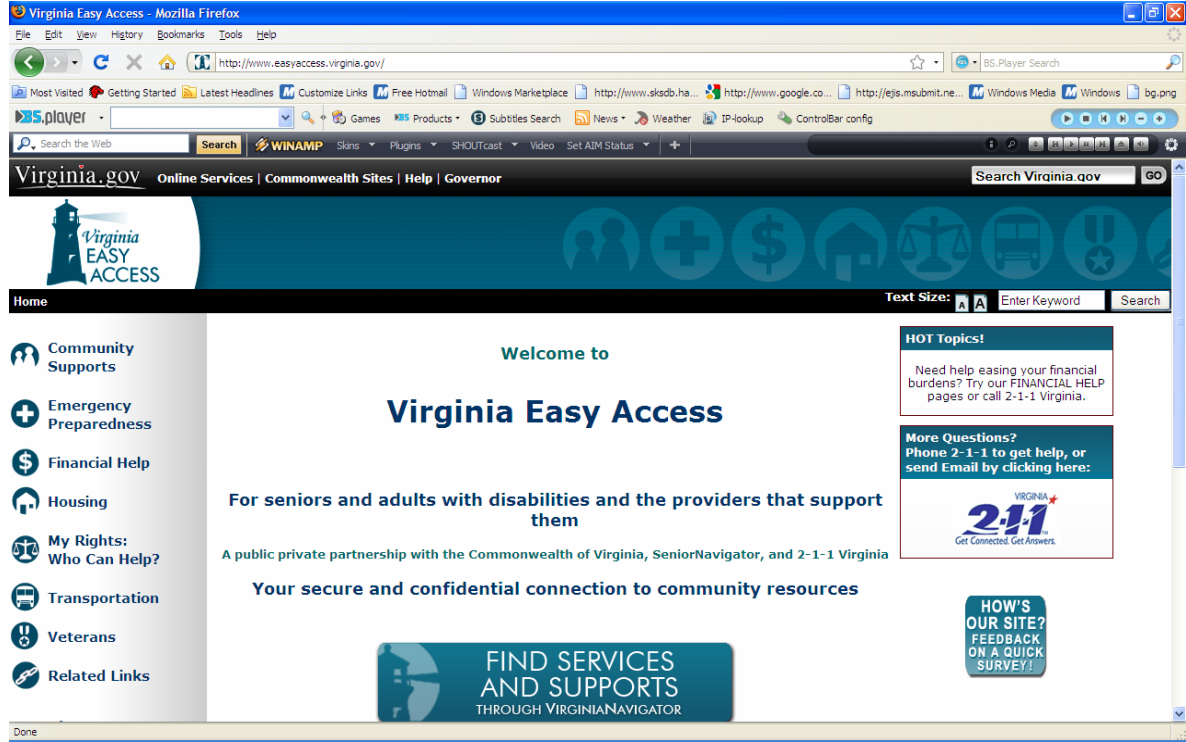 Virginia Easy Access - Mozilla Firefox
File Edit View History Bookmarks Tools Help
http://www.easyaccess.virginia.gov/ BS.Player Search
Most Visited Getting Started Latest Headlines Customize Links Free Hotmail Windows Marketplace http://www.sksdb.ha... http://www.google.co... http://ejis.msubmit.ne... Windows Media Windows bg.png
BS.player Games Products Subtitles Search News Weather IP-lookup ControlBar config
Search the Web Search WINAMP Skins Plugins SHOUTcast Video Set AIM Status
Virginia.gov Online Services | Commonwealth Sites | Help | Governor Search Virginia.gov GO
Virginia
EASY
ACCESS
Home Text Size: A A Enter Keyword Search
Community
Supports
Emergency
Preparedness
Financial Help
Housing
My Rights:
Who Can Help?
Transportation
Veterans
Related Links
Welcome to
Virginia Easy Access
For seniors and adults with disabilities and the providers that support
them
A public private partnership with the Commonwealth of Virginia, SeniorNavigator, and 2-1-1 Virginia
Your secure and confidential connection to community resources
FIND SERVICES
AND SUPPORTS
THROUGH VIRGINIANAVIGATOR
HOT Topics!
Need help easing your financial
burdens? Try our FINANCIAL HELP
pages or call 2-1-1 Virginia.
More Questions?
Phone 2-1-1 to get help, or
send Email by clicking here:
VIRGINIA
2-1-1
Get Connected. Get Answers.
HOW'S
OUR SITE?
FEEDBACK
ON A QUICK
SURVEY!
Done